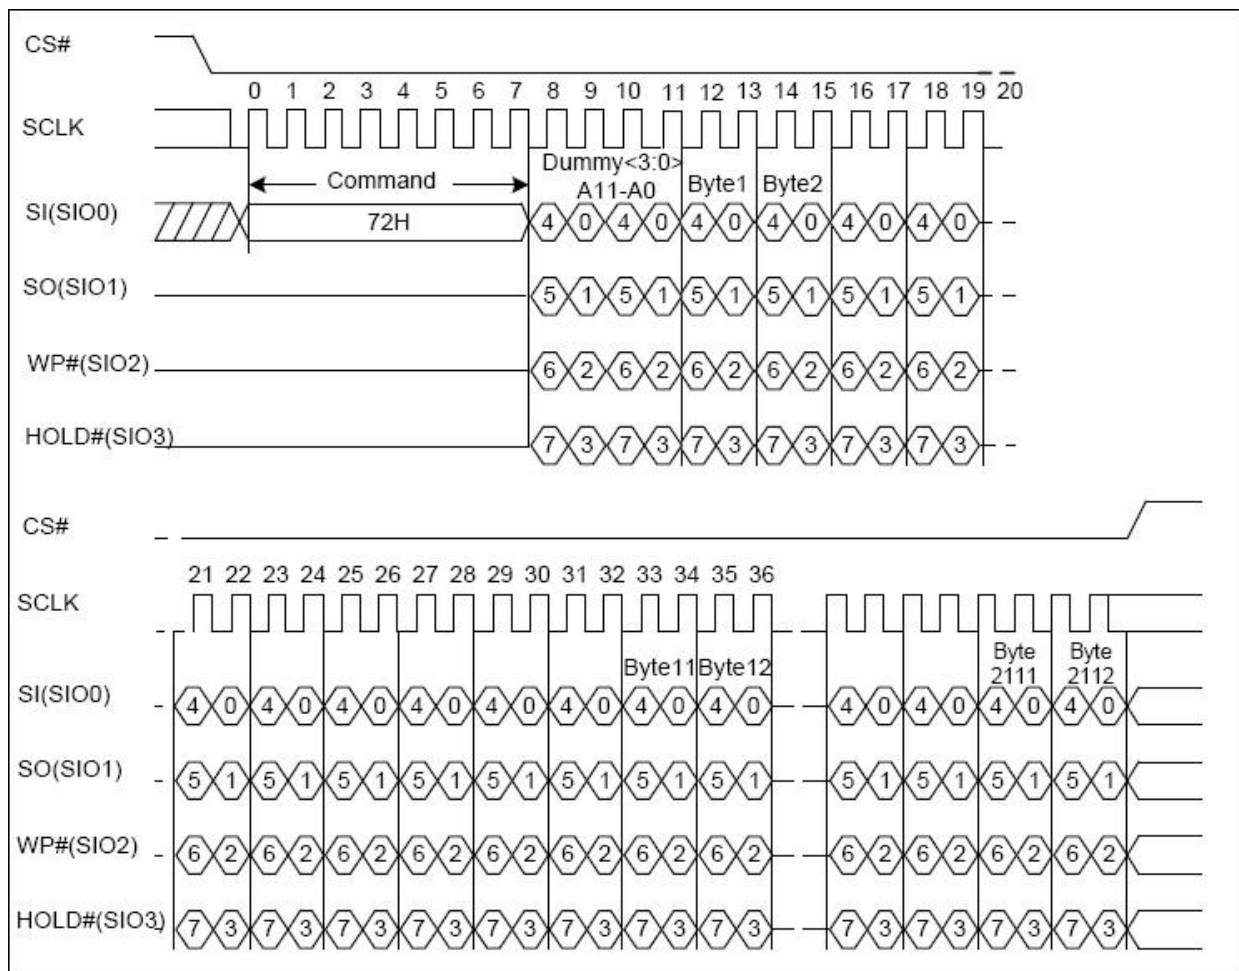 CS#
0 1 2 3 4 5 6 7 8 9 10 11 12 13 14 15 16 17 18 19 20
SCLK
Dummy<3:0>
Command A11-A0 Byte1 Byte2
SI(SIO0) 72H 4 0 4 0 4 0 4 0 4 0 4 0
SO(SIO1) 5 1 5 1 5 1 5 1 5 1 5 1
WP#(SIO2) 6 2 6 2 6 2 6 2 6 2 6 2
HOLD#(SIO3) 7 3 7 3 7 3 7 3 7 3 7 3
CS#
21 22 23 24 25 26 27 28 29 30 31 32 33 34 35 36
SCLK
Byte11 Byte12 Byte 2111 Byte 2112
SI(SIO0) 4 0 4 0 4 0 4 0 4 0 4 0 4 0 4 0 4 0 4 0 4 0 4 0
SO(SIO1) 5 1 5 1 5 1 5 1 5 1 5 1 5 1 5 1 5 1 5 1 5 1 5 1
WP#(SIO2) 6 2 6 2 6 2 6 2 6 2 6 2 6 2 6 2 6 2 6 2 6 2 6 2
HOLD#(SIO3) 7 3 7 3 7 3 7 3 7 3 7 3 7 3 7 3 7 3 7 3 7 3 7 3